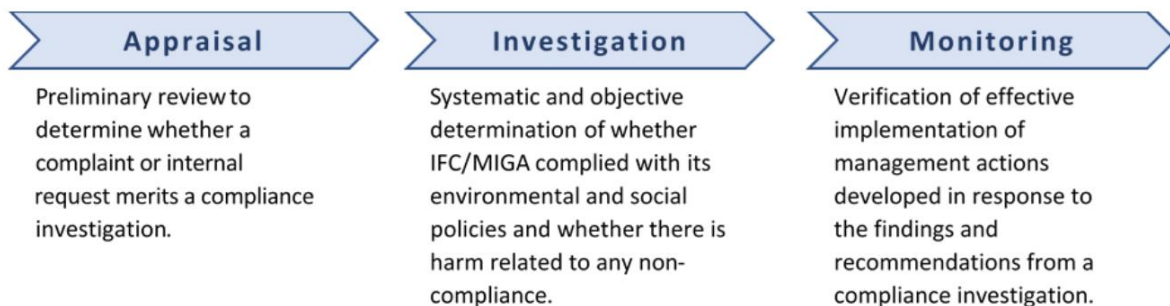 Appraisal
Preliminary review to
determine whether a
complaint or internal
request merits a compliance
investigation.
Investigation
Systematic and objective
determination of whether
IFC/MIGA complied with its
environmental and social
policies and whether there is
harm related to any non-
compliance.
Monitoring
Verification of effective
implementation of
management actions
developed in response to
the findings and
recommendations from a
compliance investigation.